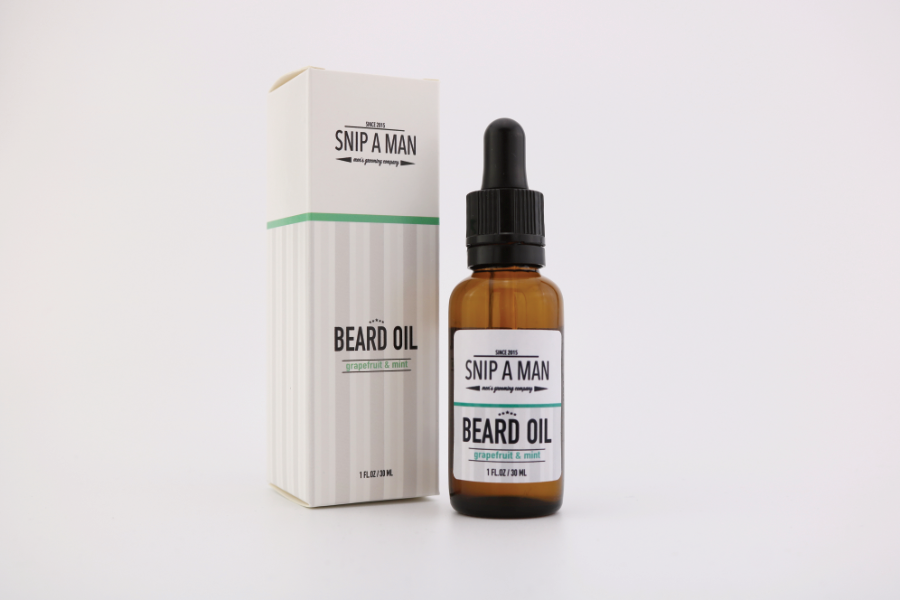 SINCE 2015
SNIP A MAN
men's grooming company
BEARD OIL
grapefruit & mint
1 FL.OZ / 30 ML
SINCE 2015
SNIP A MAN
men's grooming company
BEARD OIL
grapefruit & mint
1 FL.OZ / 30 ML